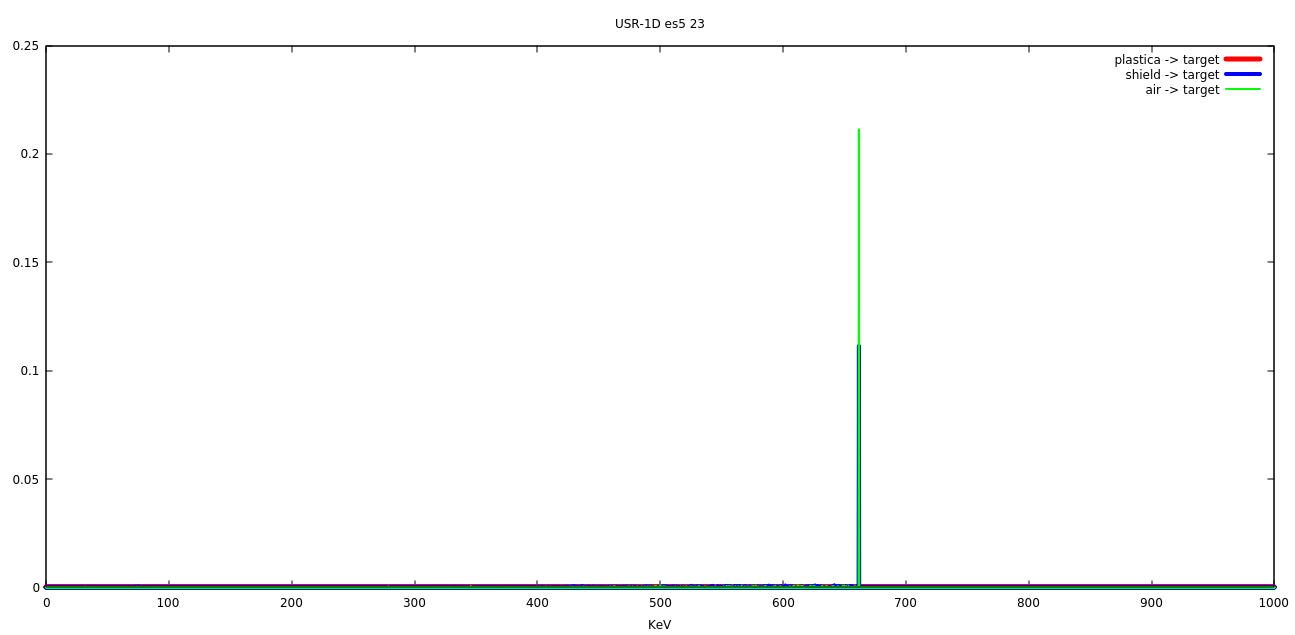 USR-1D es5 23
plastica -> target
shield -> target
air -> target
0.25
0.2
0.15
0.1
0.05
0
0 100 200 300 400 500 600 700 800 900 1000
KeV